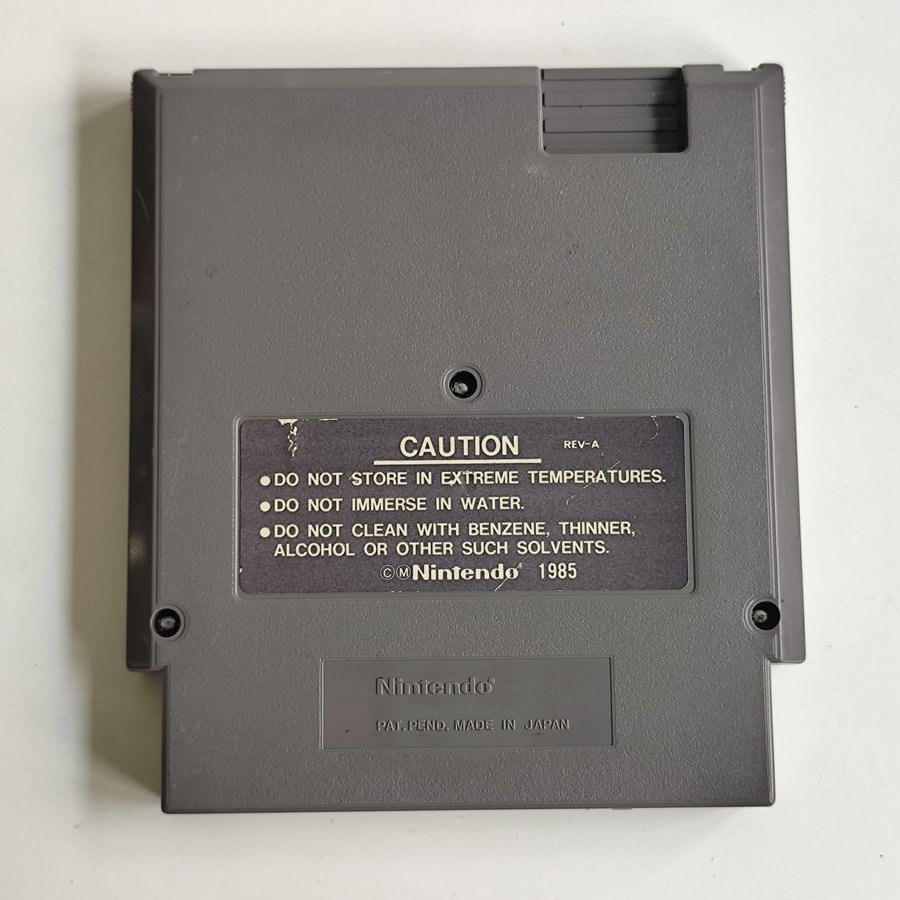 CAUTION REV-A
●DO NOT STORE IN EXTREME TEMPERATURES.
●DO NOT IMMERSE IN WATER.
●DO NOT CLEAN WITH BENZENE, THINNER,
ALCOHOL OR OTHER SUCH SOLVENTS.
©Ⓜ Nintendo® 1985
Nintendo®
PAT. PEND. MADE IN JAPAN